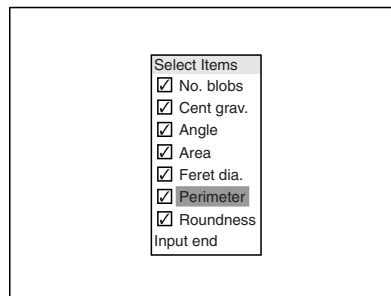 Select Items
No. blobs
Cent grav.
Angle
Area
Feret dia.
Perimeter
Roundness
Input end